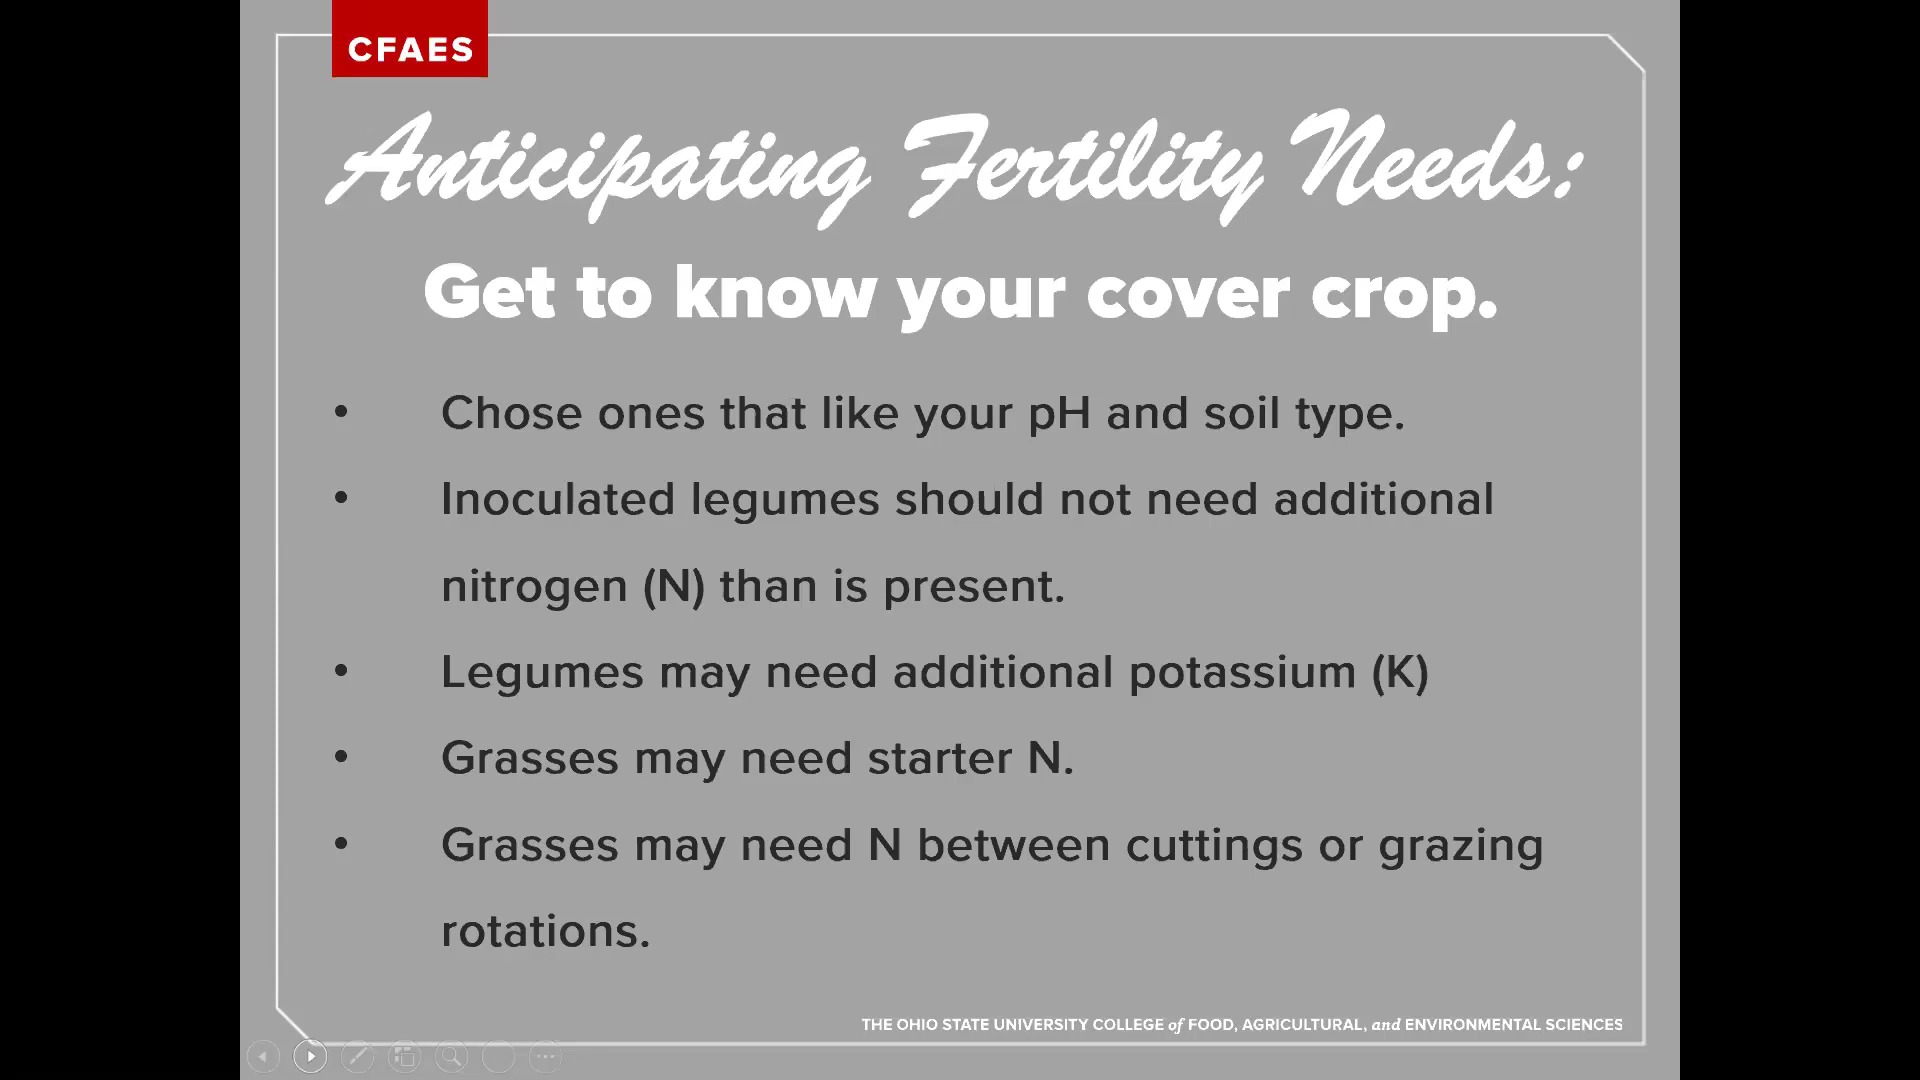 CFAES
Anticipating Fertility Needs:
Get to know your cover crop.
• Chose ones that like your pH and soil type.
• Inoculated legumes should not need additional
nitrogen (N) than is present.
• Legumes may need additional potassium (K)
• Grasses may need starter N.
• Grasses may need N between cuttings or grazing
rotations.
THE OHIO STATE UNIVERSITY COLLEGE of FOOD, AGRICULTURAL, and ENVIRONMENTAL SCIENCES